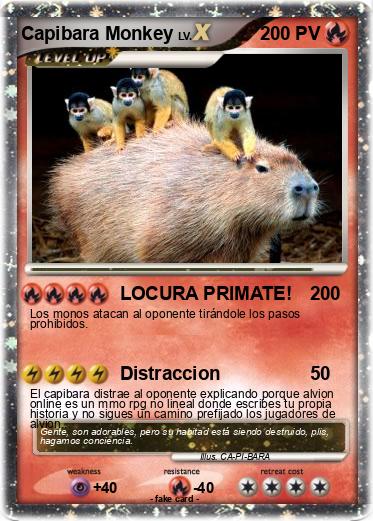 Capibara Monkey LV.X 200 PV
LEVEL UP
LOCURA PRIMATE! 200
Los monos atacan al oponente tirándole los pasos
prohibidos.
Distraccion 50
El capibara distrae al oponente explicando porque alvion
online es un mmo rpg no lineal donde escribes tu propia
historia y no sigues un camino prefijado los jugadores de
alvion
Gente, son adorables, pero su habitad está siendo destruido, plis,
hagamos conciencia.
Illus. CA-PI-BARA
weakness resistance retreat cost
+40 -40
- fake card -